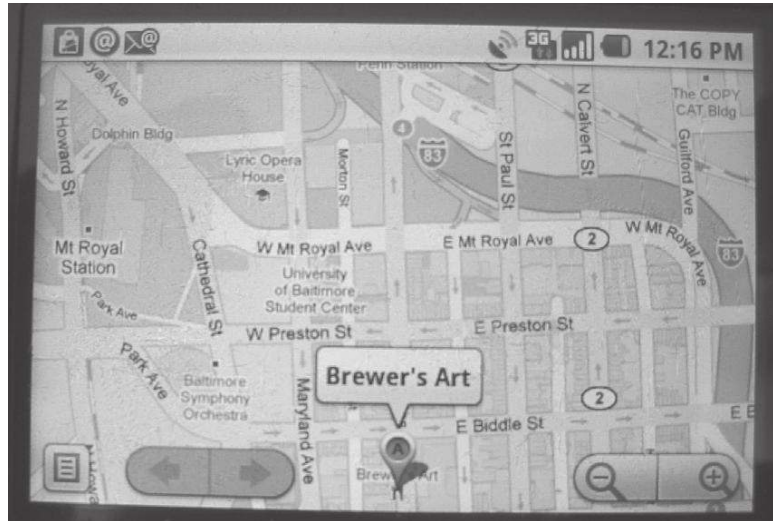 3G
12:16 PM
Penn Station
Royal Ave
N Howard St
Dolphin Bldg
Lyric Opera
House
Morton St
4
83
St Paul St
N Calvert St
The COPY
CAT Bldg
Guilford Ave
Mt Royal
Station
Cathedral St
W Mt Royal Ave
E Mt Royal Ave
2
W Mt Royal Ave
83
University
of Baltimore
Student Center
Park Ave
W Preston St
E Preston St
Park Ave
Baltimore
Symphony
Orchestra
Maryland Ave
Brewer's Art
2
E Biddle St
E B
A
Brew Art